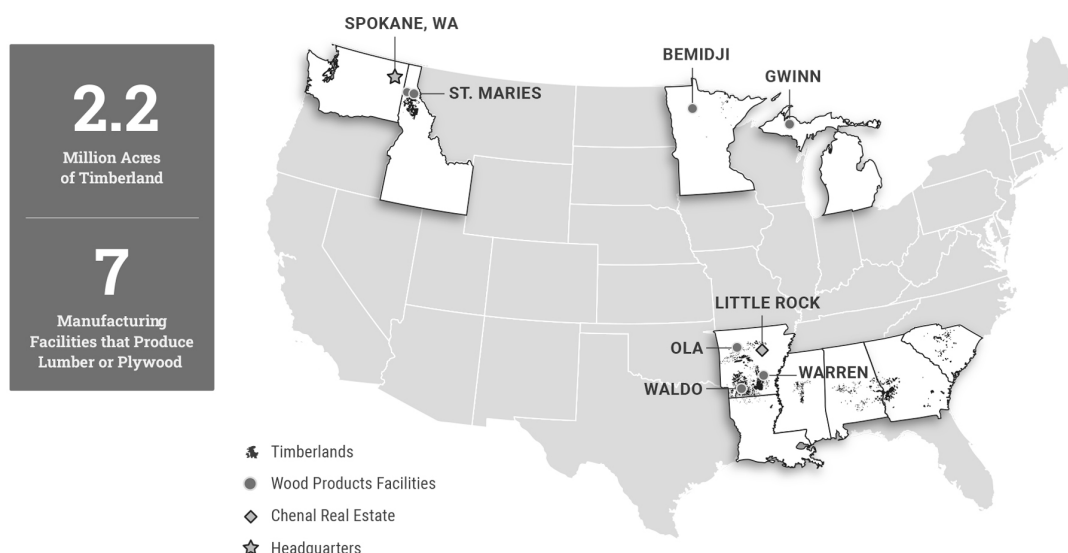 2.2
Million Acres
of Timberland
7
Manufacturing
Facilities that Produce
Lumber or Plywood
SPOKANE, WA
ST. MARIES
BEMIDJI
GWINN
LITTLE ROCK
OLA
WARREN
WALDO
Timberlands
Wood Products Facilities
Chenal Real Estate
Headquarters